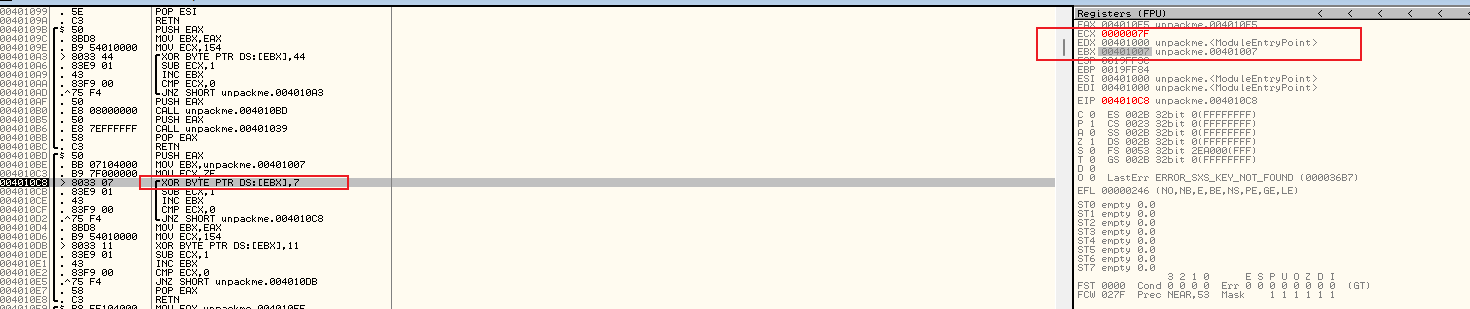 00401099 . 5E POP ESI
0040109A . C3 RETN
0040109B $ 50 PUSH EAX
0040109C . 8BD8 MOV EBX,EAX
0040109E . B9 54010000 MOV ECX,154
004010A3 > 8033 44 XOR BYTE PTR DS:[EBX],44
004010A6 . 83E9 01 SUB ECX,1
004010A9 . 43 INC EBX
004010AA . 83F9 00 CMP ECX,0
004010AD .^75 F4 JNZ SHORT unpackme.004010A3
004010AF . 50 PUSH EAX
004010B0 . E8 08000000 CALL unpackme.004010BD
004010B5 . 50 PUSH EAX
004010B6 . E8 7EFFFFFF CALL unpackme.00401039
004010BB . 58 POP EAX
004010BC . C3 RETN
004010BD $ 50 PUSH EAX
004010BE . BB 07104000 MOV EBX,unpackme.00401007
004010C3 . B9 7F000000 MOV ECX,7F
004010C8 > 8033 07 XOR BYTE PTR DS:[EBX],7
004010CB . 83E9 01 SUB ECX,1
004010CE . 43 INC EBX
004010CF . 83F9 00 CMP ECX,0
004010D2 .^75 F4 JNZ SHORT unpackme.004010C8
004010D4 . 8BD8 MOV EBX,EAX
004010D6 . B9 54010000 MOV ECX,154
004010DB > 8033 11 XOR BYTE PTR DS:[EBX],11
004010DE . 83E9 01 SUB ECX,1
004010E1 . 43 INC EBX
004010E2 . 83F9 00 CMP ECX,0
004010E5 .^75 F4 JNZ SHORT unpackme.004010DB
004010E7 . 58 POP EAX
004010E8 . C3 RETN
Registers (FPU) < < < < <
EAX 004010E5 unpackme.004010E5
ECX 0000007F
EDX 00401000 unpackme.<ModuleEntryPoint>
EBX 00401007 unpackme.00401007
ESP
EBP 0019FF84
ESI 00401000 unpackme.<ModuleEntryPoint>
EDI 00401000 unpackme.<ModuleEntryPoint>
EIP 004010C8 unpackme.004010C8
C 0 ES 002B 32bit 0(FFFFFFFF)
P 1 CS 0023 32bit 0(FFFFFFFF)
A 0 SS 002B 32bit 0(FFFFFFFF)
Z 1 DS 002B 32bit 0(FFFFFFFF)
S 0 FS 0053 32bit 2EA000(FFF)
T 0 GS 002B 32bit 0(FFFFFFFF)
D 0
O 0 LastErr ERROR_SXS_KEY_NOT_FOUND (000036B7)
EFL 00000246 (NO,NB,E,BE,NS,PE,GE,LE)
ST0 empty 0.0
ST1 empty 0.0
ST2 empty 0.0
ST3 empty 0.0
ST4 empty 0.0
ST5 empty 0.0
ST6 empty 0.0
ST7 empty 0.0
3 2 1 0 E S P U O Z D I
FST 0000 Cond 0 0 0 0 Err 0 0 0 0 0 0 0 0 (GT)
FCW 027F Prec NEAR,53 Mask 1 1 1 1 1 1